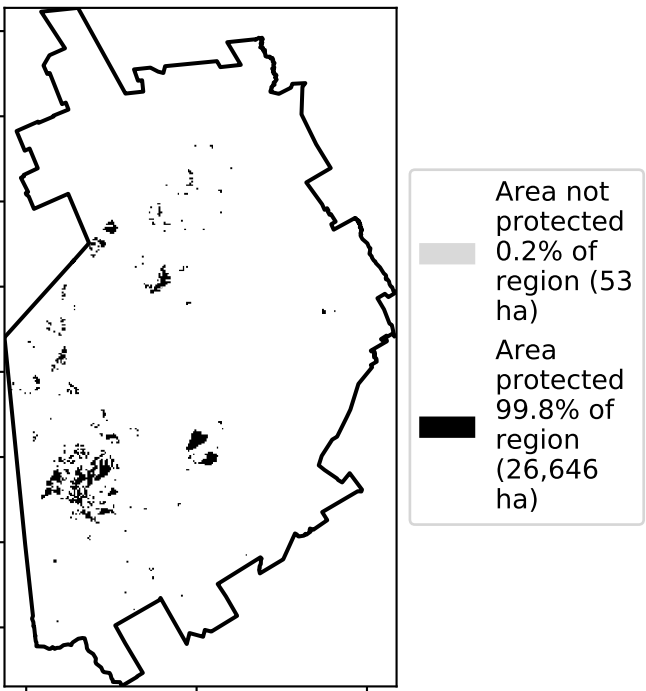 Area not
protected
0.2% of
region (53
ha)
Area
protected
99.8% of
region
(26,646
ha)